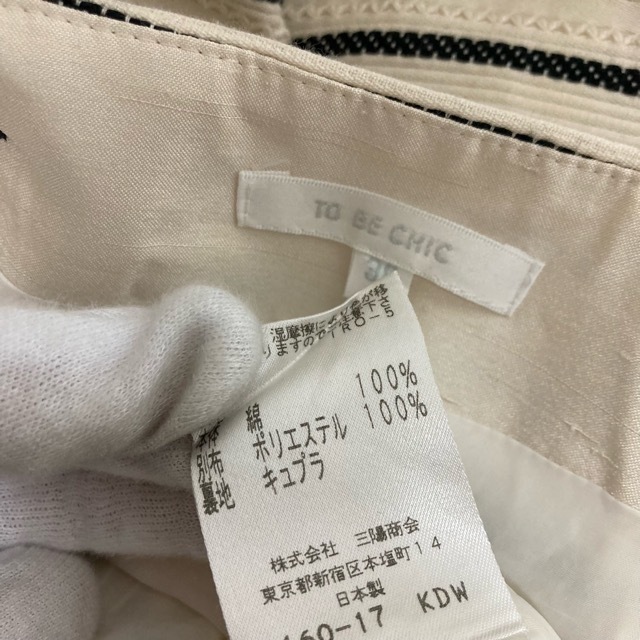 TO BE CHIC
綿 100%
別布 ポリエステル 100%
裏地 キュプラ
株式会社 三陽商会
東京都新宿区本塩町14
日本製
160-17 KDW